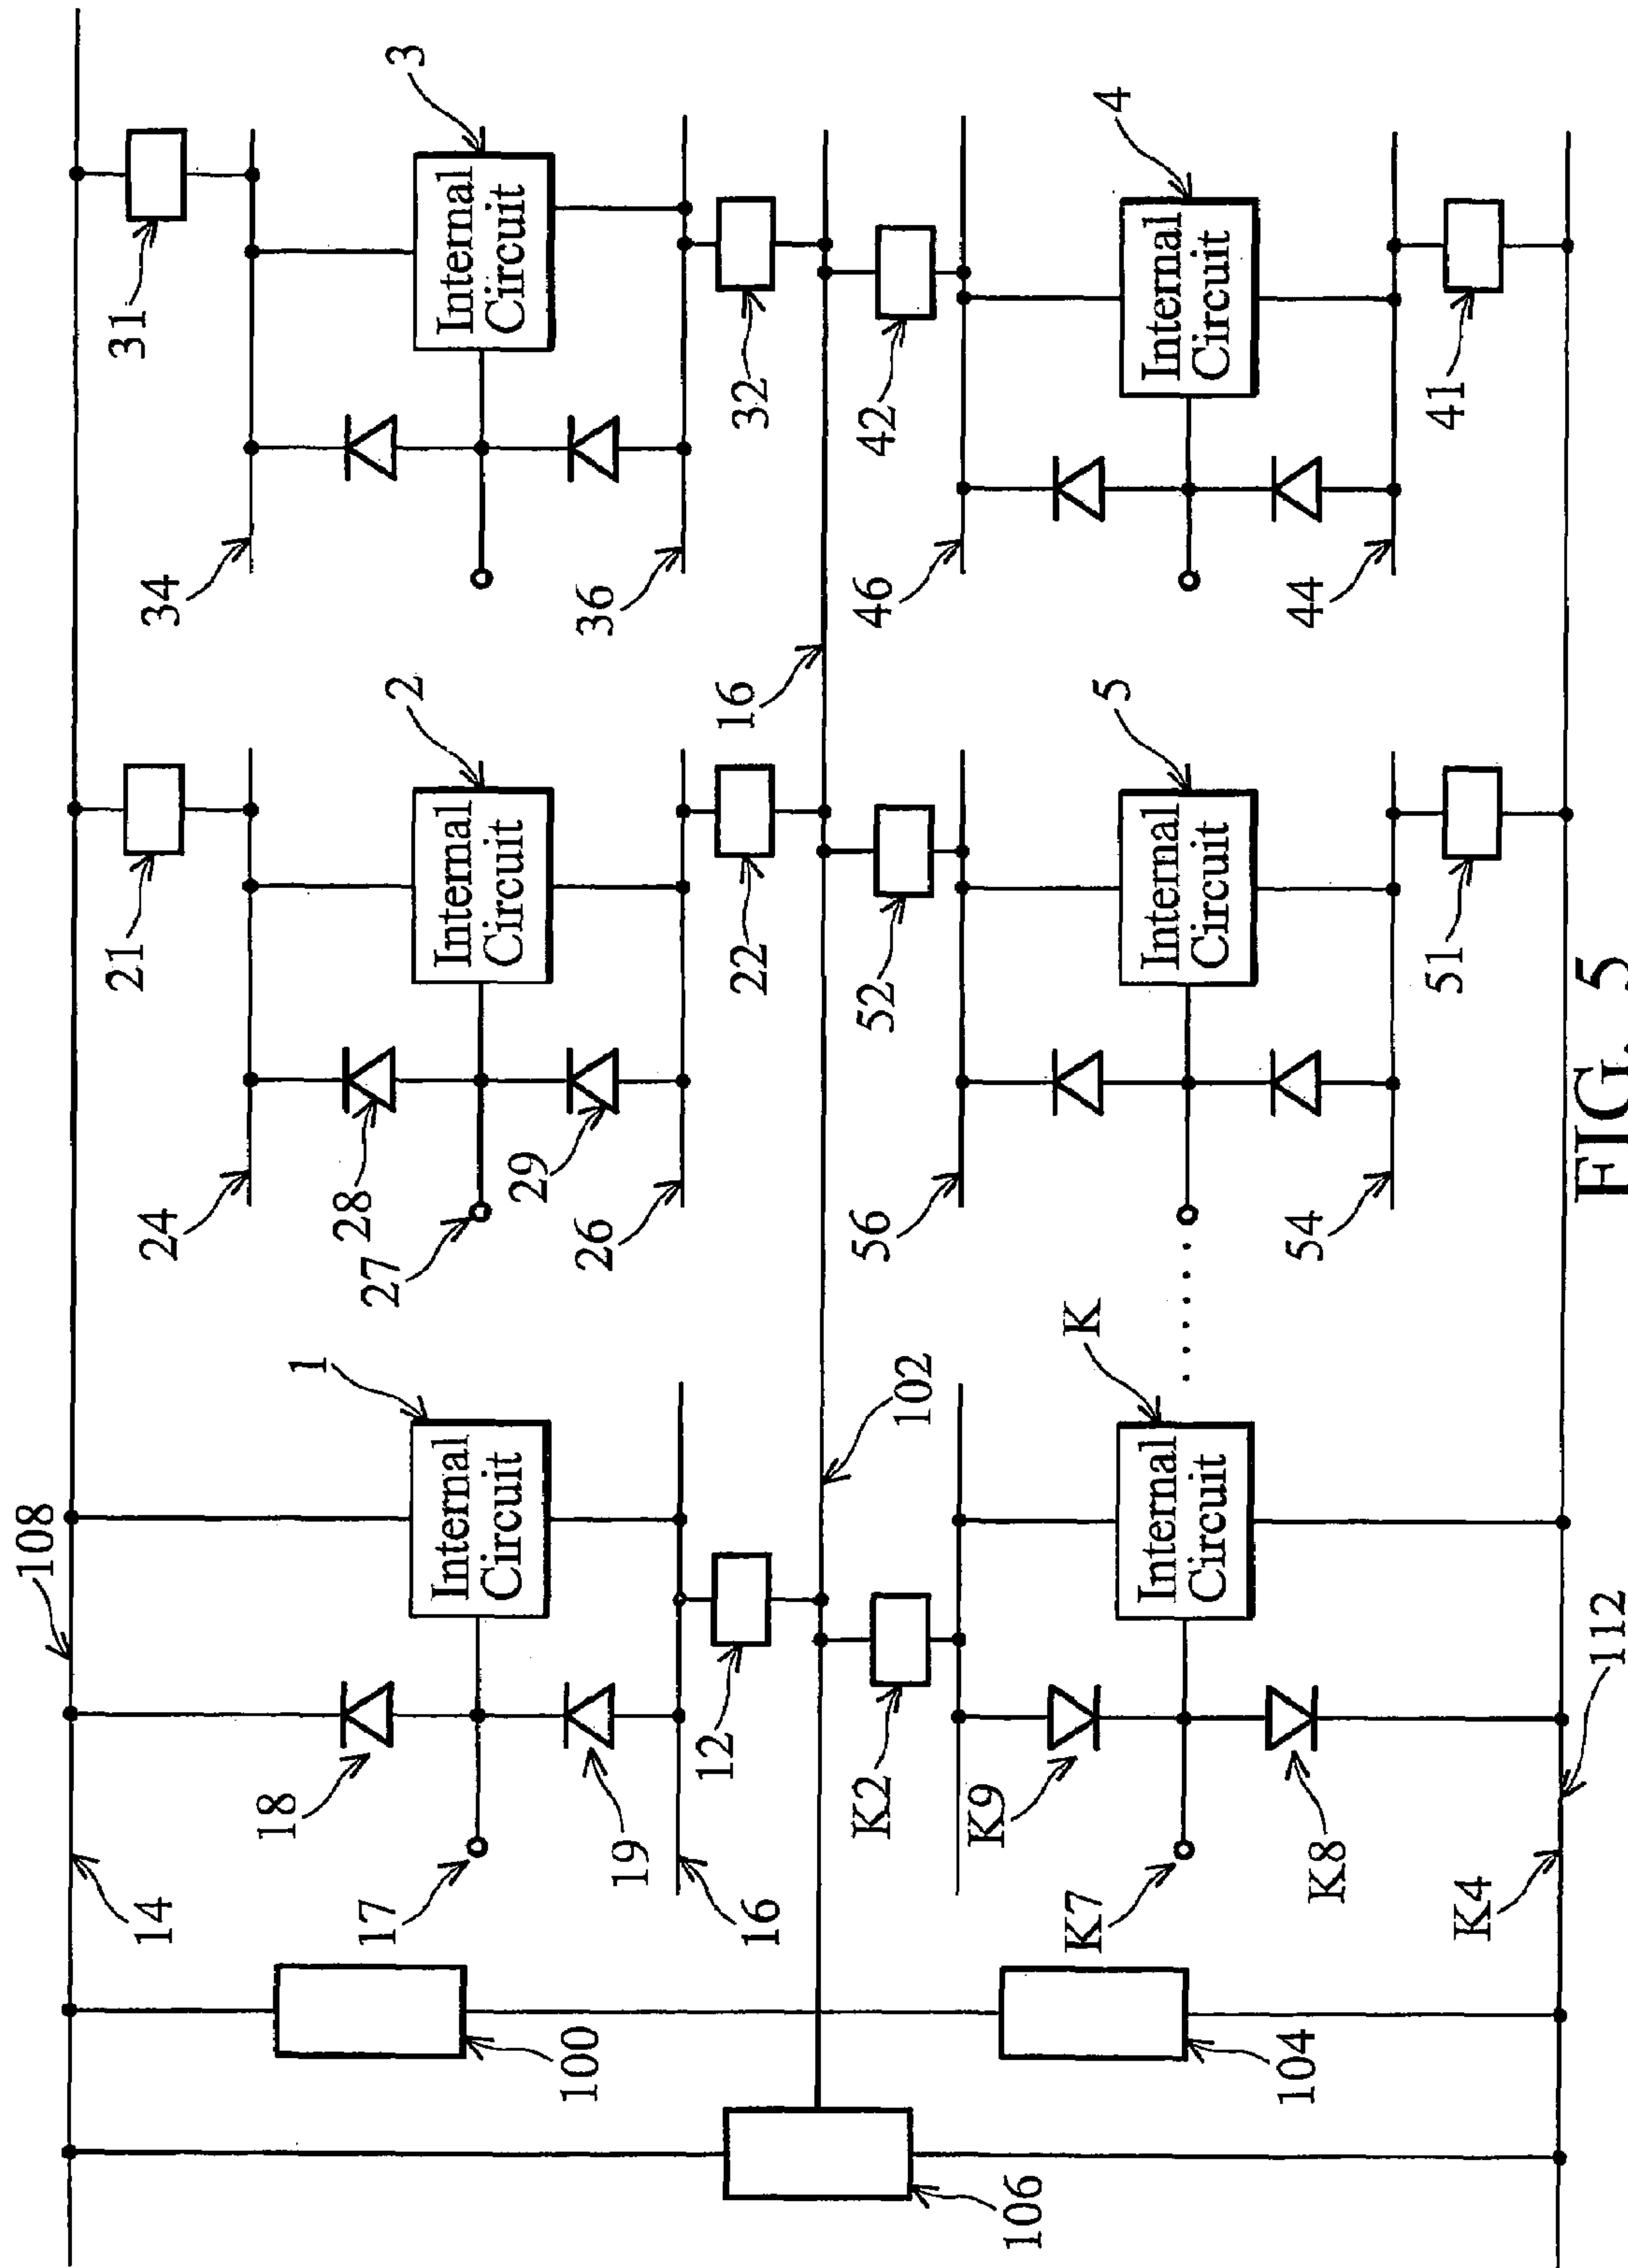 108
14
18
17
19
16
1
Internal
Circuit
12
100
106
104
102
21
24
28
27
29
26
2
Internal
Circuit
22
16
31
34
36
3
Internal
Circuit
32
K2
K9
K7
K8
K4
K
Internal
Circuit
112
52
56
54
5
Internal
Circuit
51
42
46
44
4
Internal
Circuit
41
FIG. 5